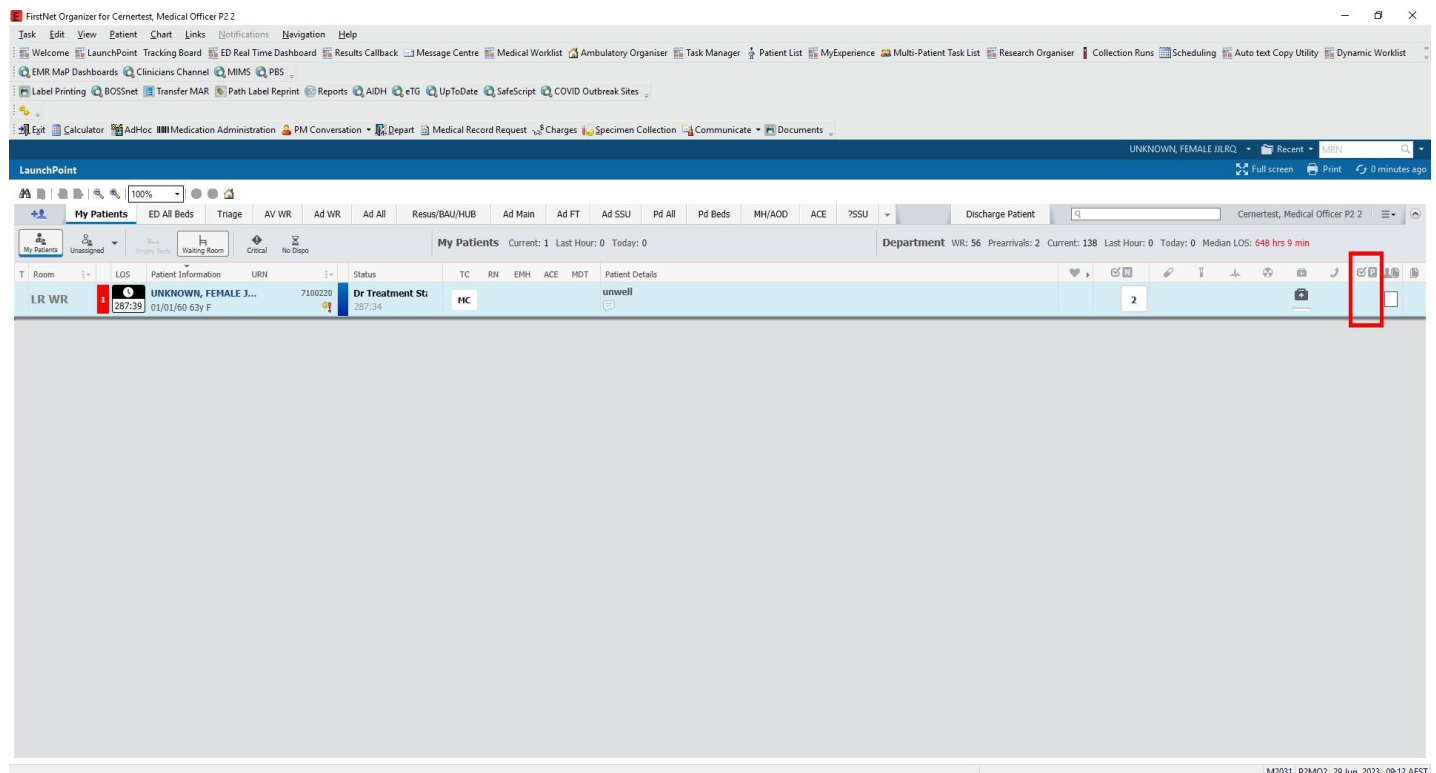 FirstNet Organizer for Cernertest, Medical Officer P2 2
Task Edit View Patient Chart Links Notifications Navigation Help
Welcome LaunchPoint Tracking Board ED Real Time Dashboard Results Callback Message Centre Medical Worklist Ambulatory Organiser Task Manager Patient List MyExperience Multi-Patient Task List Research Organiser Collection Runs Scheduling Auto text Copy Utility Dynamic Worklist
EMR MaP Dashboards Clinicians Channel MIMS PBS
Label Printing BOSSnet Transfer MAR Path Label Reprint Reports AIDH eTG UpToDate SafeScript COVID Outbreak Sites
Exit Calculator AdHoc Medication Administration PM Conversation Depart Medical Record Request Charges Specimen Collection Communicate Documents
UNKNOWN, FEMALE JJLRQ Recent MRN
LaunchPoint Full screen Print 0 minutes ago
100%
My Patients ED All Beds Triage AV WR Ad WR Ad All Resus/BAU/HUB Ad Main Ad FT Ad SSU Pd All Pd Beds MH/AOD ACE ?SSU Discharge Patient Cernertest, Medical Officer P2 2
My Patients Unassigned Empty Beds Waiting Room Critical No Dispo My Patients Current: 1 Last Hour: 0 Today: 0 Department WR: 56 Prearrivals: 2 Current: 138 Last Hour: 0 Today: 0 Median LOS: 648 hrs 9 min
T Room LOS Patient Information URN Status TC RN EMH ACE MDT Patient Details N P
LR WR 1 287:39 UNKNOWN, FEMALE J... 7100220 Dr Treatment Sta MC unwell 2
01/01/60 63y F 287:34
M2031 P2MO2 29 Jun 2023 09:12 AEST